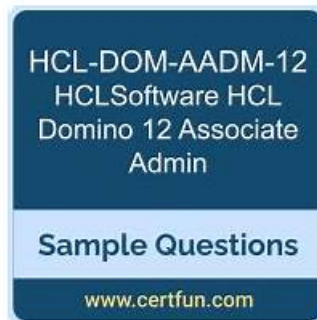 HCL-DOM-AADM-12
HCLSoftware HCL
Domino 12 Associate
Admin
Sample Questions
www.certfun.com